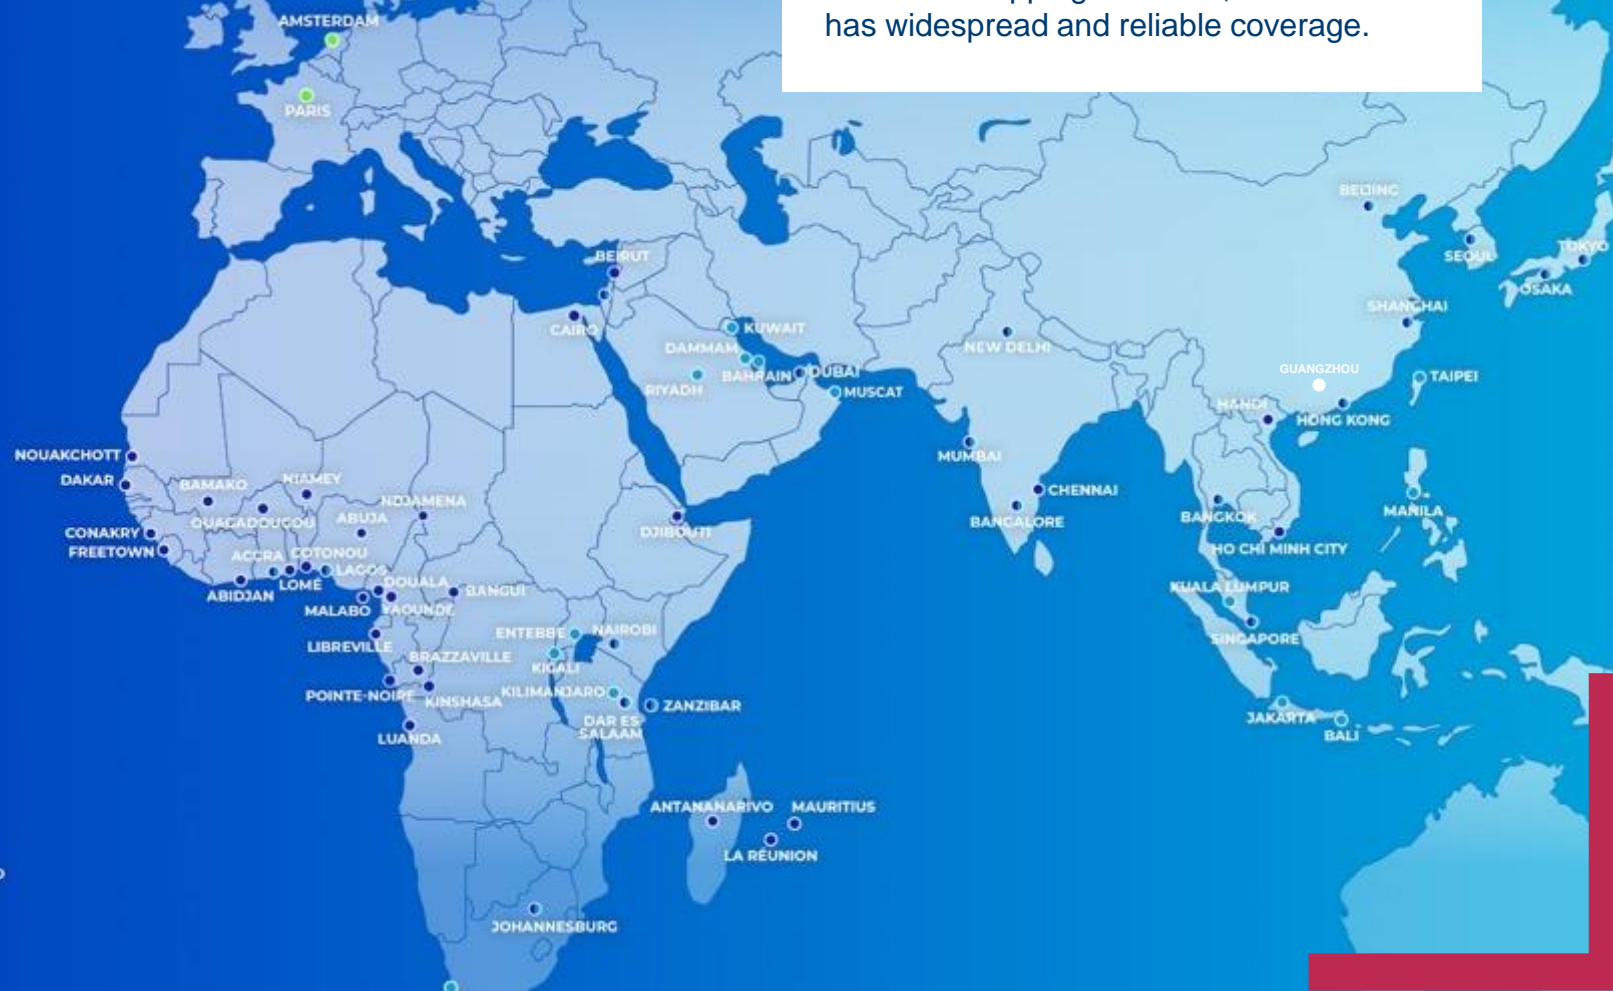 has widespread and reliable coverage.
AMSTERDAM
PARIS
BEIJING
BEIRUT
SEOUL
TOKYO
OSAKA
CAIRO
KUWAIT
SHANGHAI
DAMMAM
NEW DELHI
BAHRAIN
DUBAI
GUANGZHOU
TAIPEI
RIYADH
MUSCAT
HANOI
HONG KONG
NOUAKCHOTT
MUMBAI
DAKAR
BAMAKO
NIAMEY
CHENNAI
NDJAMENA
MANILA
OUAGADOUGOU
ABUJA
BANGALORE
BANGKOK
CONAKRY
DJIBOUTI
FREETOWN
ACCRA
COTONOU
HO CHI MINH CITY
LOMÉ
LAGOS
DOUALA
BANGUI
KUALA LUMPUR
ABIDJAN
MALABO
YAOUNDE
ENTEBBE
NAIROBI
SINGAPORE
LIBREVILLE
BRAZZAVILLE
KIGALI
POINTE-NOIRE
KINSHASA
KILIMANJARO
ZANZIBAR
DAR ES
SALAAM
JAKARTA
LUANDA
BALI
ANTANANARIVO
MAURITIUS
LA RÉUNION
JOHANNESBURG